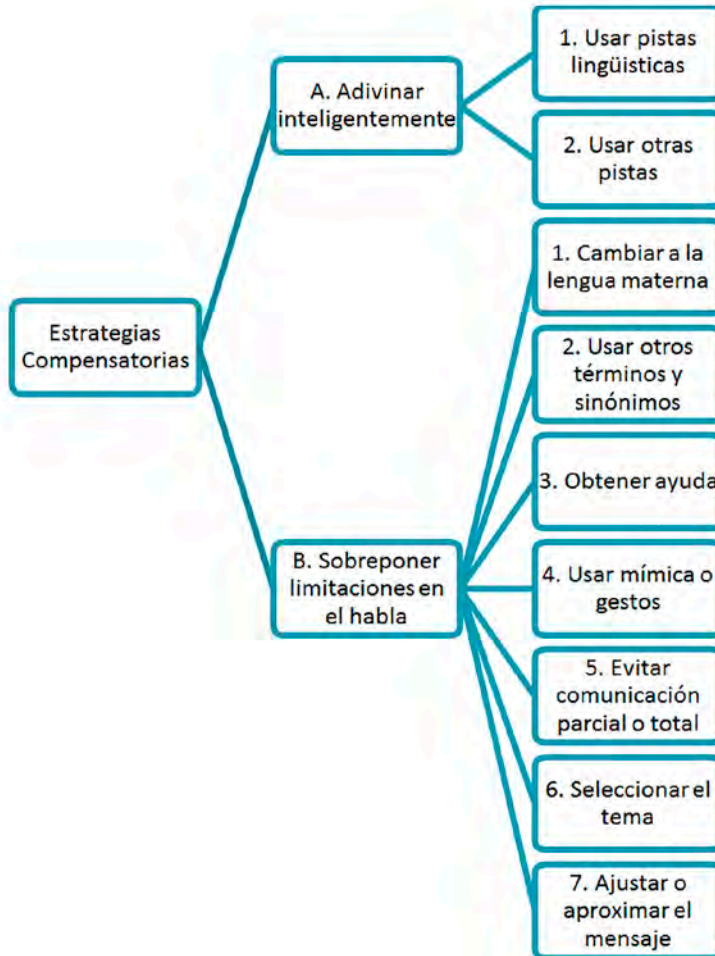 Estrategias
Compensatorias
A. Adivinar
inteligentemente
1. Usar pistas
lingüisticas
2. Usar otras
pistas
B. Sobreponer
limitaciones en
el habla
1. Cambiar a la
lengua materna
2. Usar otros
términos y
sinónimos
3. Obtener ayuda
4. Usar mímica o
gestos
5. Evitar
comunicación
parcial o total
6. Seleccionar el
tema
7. Ajustar o
aproximar el
mensaje